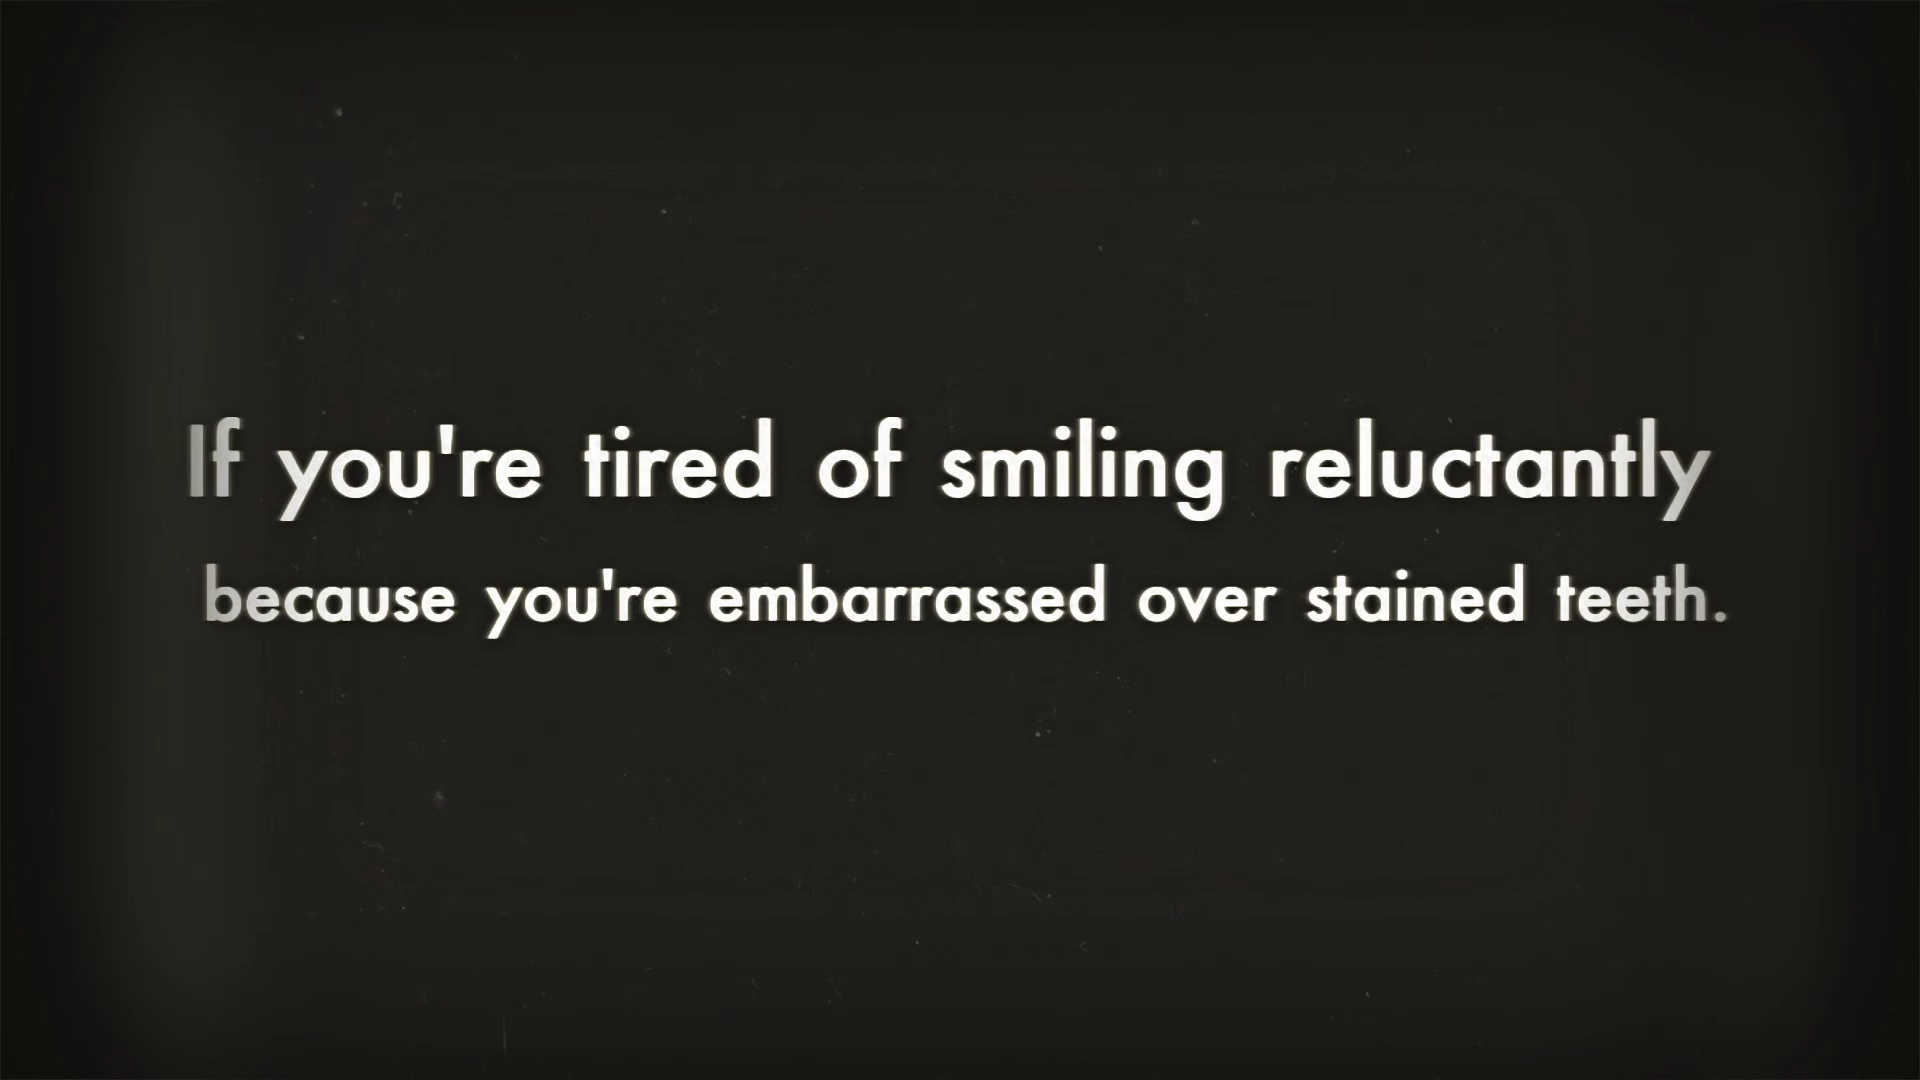 If you're tired of smiling reluctantly
because you're embarrassed over stained teeth.